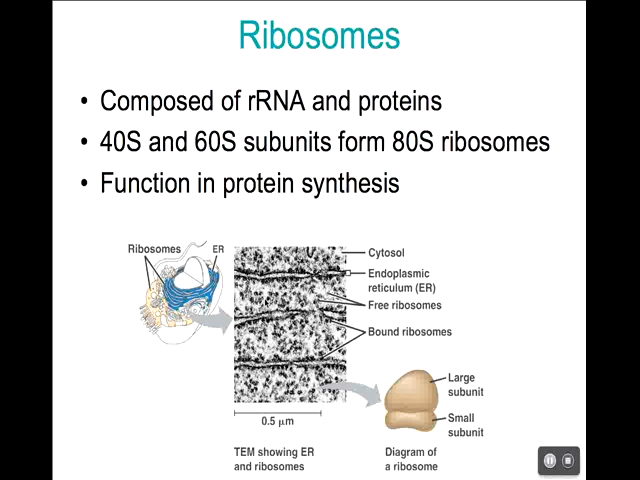 Ribosomes
• Composed of rRNA and proteins
• 40S and 60S subunits form 80S ribosomes
• Function in protein synthesis
Ribosomes
ER
Cytosol
Endoplasmic
reticulum (ER)
Free ribosomes
Bound ribosomes
Large
subunit
Small
subunit
0.5 µm
TEM showing ER
and ribosomes
Diagram of
a ribosome